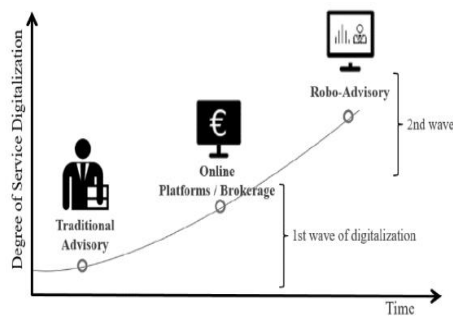 Degree of Service Digitalization
Robo-Advisory
2nd wave
€
Online
Platforms / Brokerage
Traditional
Advisory
1st wave of digitalization
Time